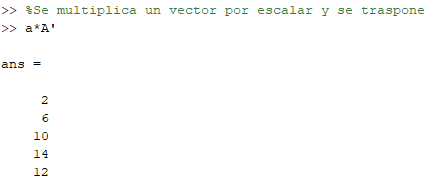 >> %Se multiplica un vector por escalar y se traspone
>> a*A'
ans =
2
6
10
14
12